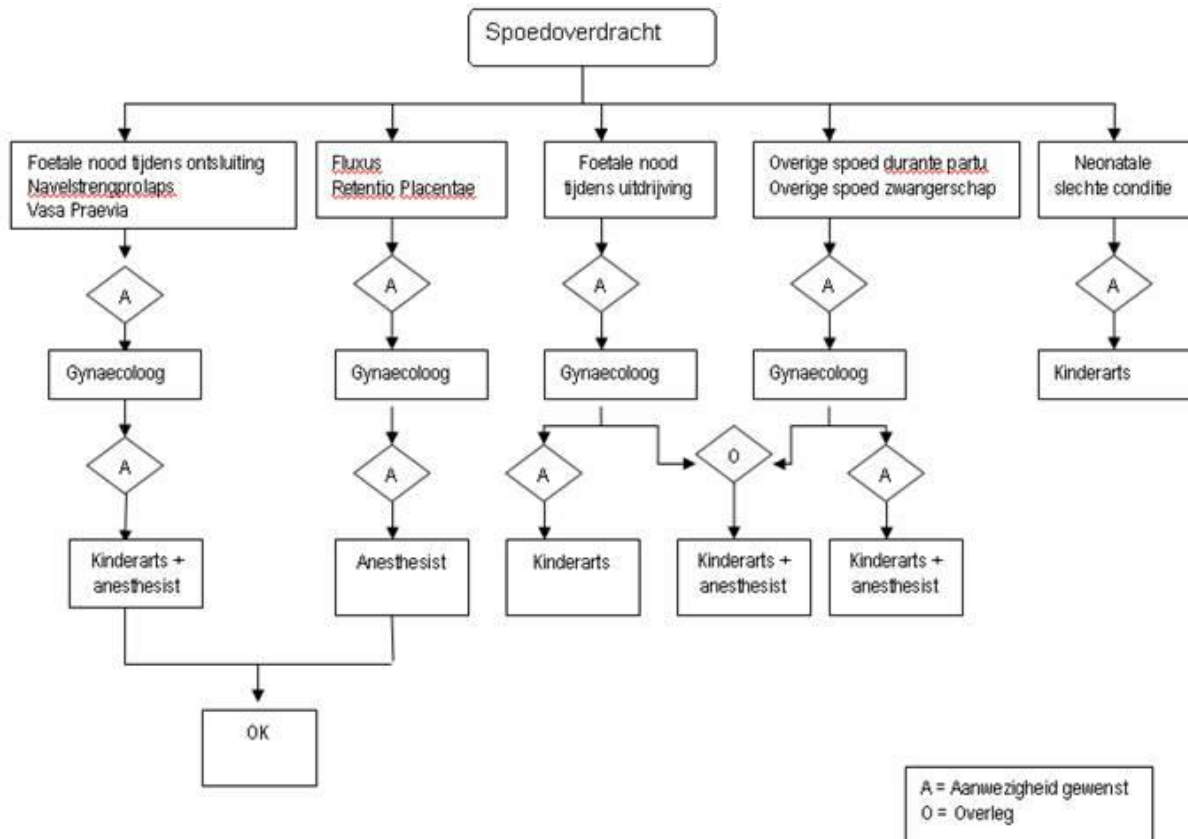 Spoedoverdracht
Foetale nood tijdens ontsluiting
Navelstrengprolaps
Vasa Praevia
Fluxus
Retentio Placentae
Foetale nood
tijdens uitdrijving
Overige spoed durante partu
Overige spoed zwangerschap
Neonatale
slechte conditie
A
A
A
A
A
Gynaecoloog
Gynaecoloog
Gynaecoloog
Gynaecoloog
Kinderarts
A
A
A
O
A
Kinderarts +
anesthesist
Anesthesist
Kinderarts
Kinderarts +
anesthesist
Kinderarts +
anesthesist
OK
A = Aanwezigheid gewenst
O = Overleg